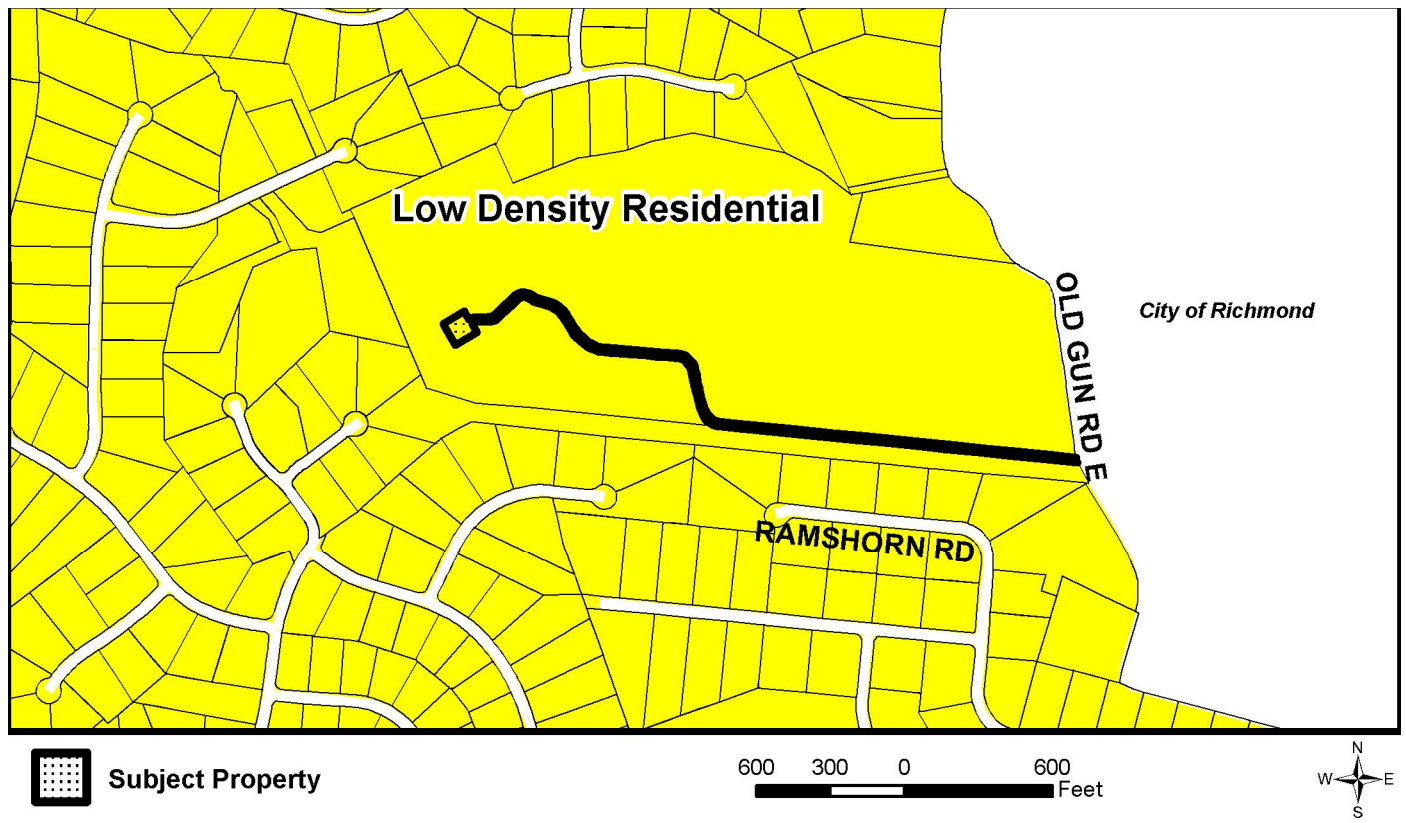 Low Density Residential
OLD GUN RD E
City of Richmond
RAMSHORN RD
Subject Property
600 300 0 600
Feet
N
W E
S